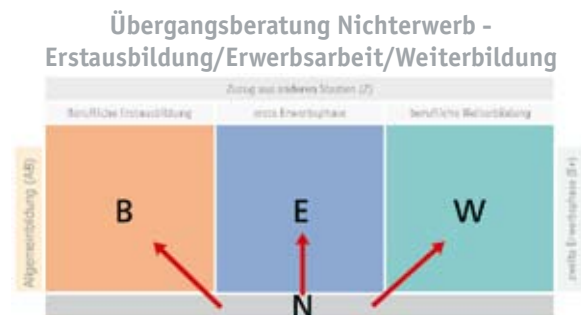 Übergangsberatung Nichterwerb -
Erstausbildung/Erwerbsarbeit/Weiterbildung
Zuzug aus anderen Staaten (Z)
Berufliche Erstausbildung erste Erwerbsphase berufliche Weiterbildung
Allgemeinbildung (AB)
B E W
zweite Erwerbsphase (E+)
N